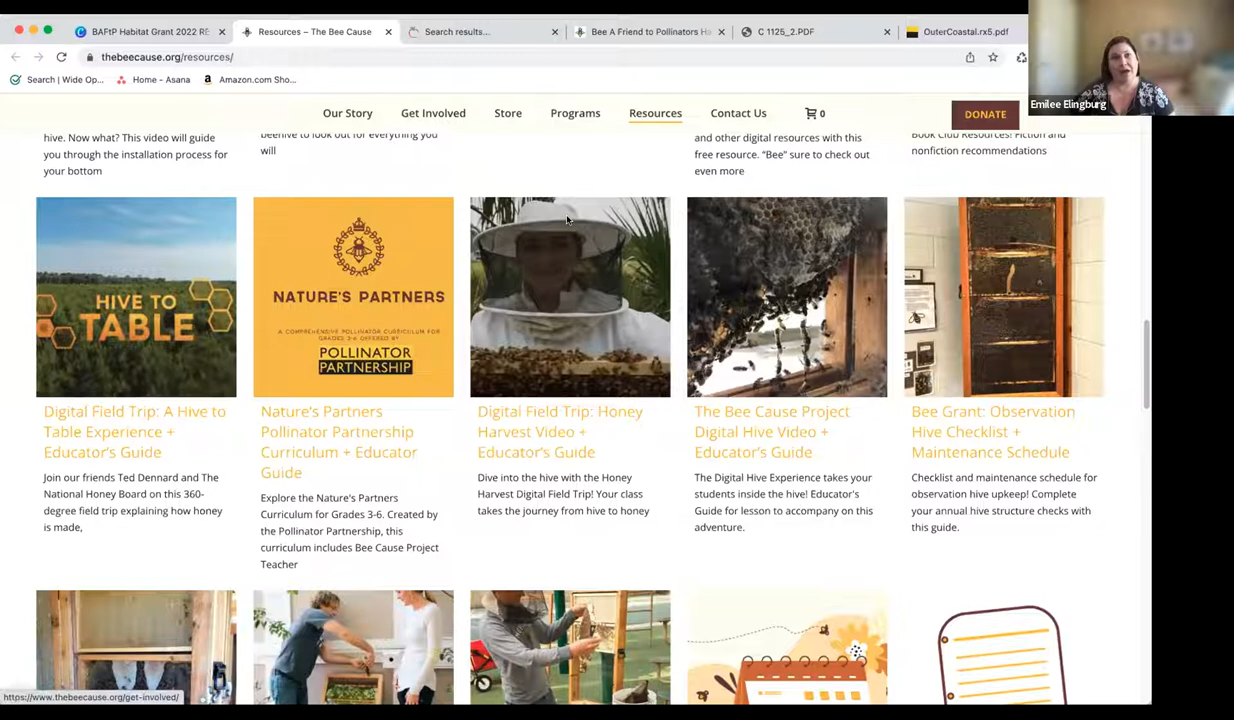 BAFtP Habitat Grant 2022 RE
Resources – The Bee Cause
Search results...
Bee A Friend to Pollinators Ha
C 1125_2.PDF
OuterCoastal.rx5.pdf
thebeecause.org/resources/
Search | Wide Op...
Home - Asana
Amazon.com Sho...
Emilee Elingburg
Our Story
Get Involved
Store
Programs
Resources
Contact Us
0
DONATE
hive. Now what? This video will guide
you through the installation process for
your bottom
beehive to look out for everything you
will
and other digital resources with this
free resource. “Bee” sure to check out
even more
Book Club Resources! Fiction and
nonfiction recommendations
HIVE TO
TABLE
NATURE'S PARTNERS
A COMPREHENSIVE POLLINATOR CURRICULUM FOR
GRADES 3-6 OFFERED BY
POLLINATOR
PARTNERSHIP
Digital Field Trip: A Hive to
Table Experience +
Educator’s Guide
Join our friends Ted Dennard and The
National Honey Board on this 360-
degree field trip explaining how honey
is made,
Nature’s Partners
Pollinator Partnership
Curriculum + Educator
Guide
Explore the Nature's Partners
Curriculum for Grades 3-6. Created by
the Pollinator Partnership, this
curriculum includes Bee Cause Project
Teacher
Digital Field Trip: Honey
Harvest Video +
Educator’s Guide
Dive into the hive with the Honey
Harvest Digital Field Trip! Your class
takes the journey from hive to honey
The Bee Cause Project
Digital Hive Video +
Educator’s Guide
The Digital Hive Experience takes your
students inside the hive! Educator's
Guide for lesson to accompany on this
adventure.
Bee Grant: Observation
Hive Checklist +
Maintenance Schedule
Checklist and maintenance schedule for
observation hive upkeep! Complete
your annual hive structure checks with
this guide.
https://www.thebeecause.org/get-involved/